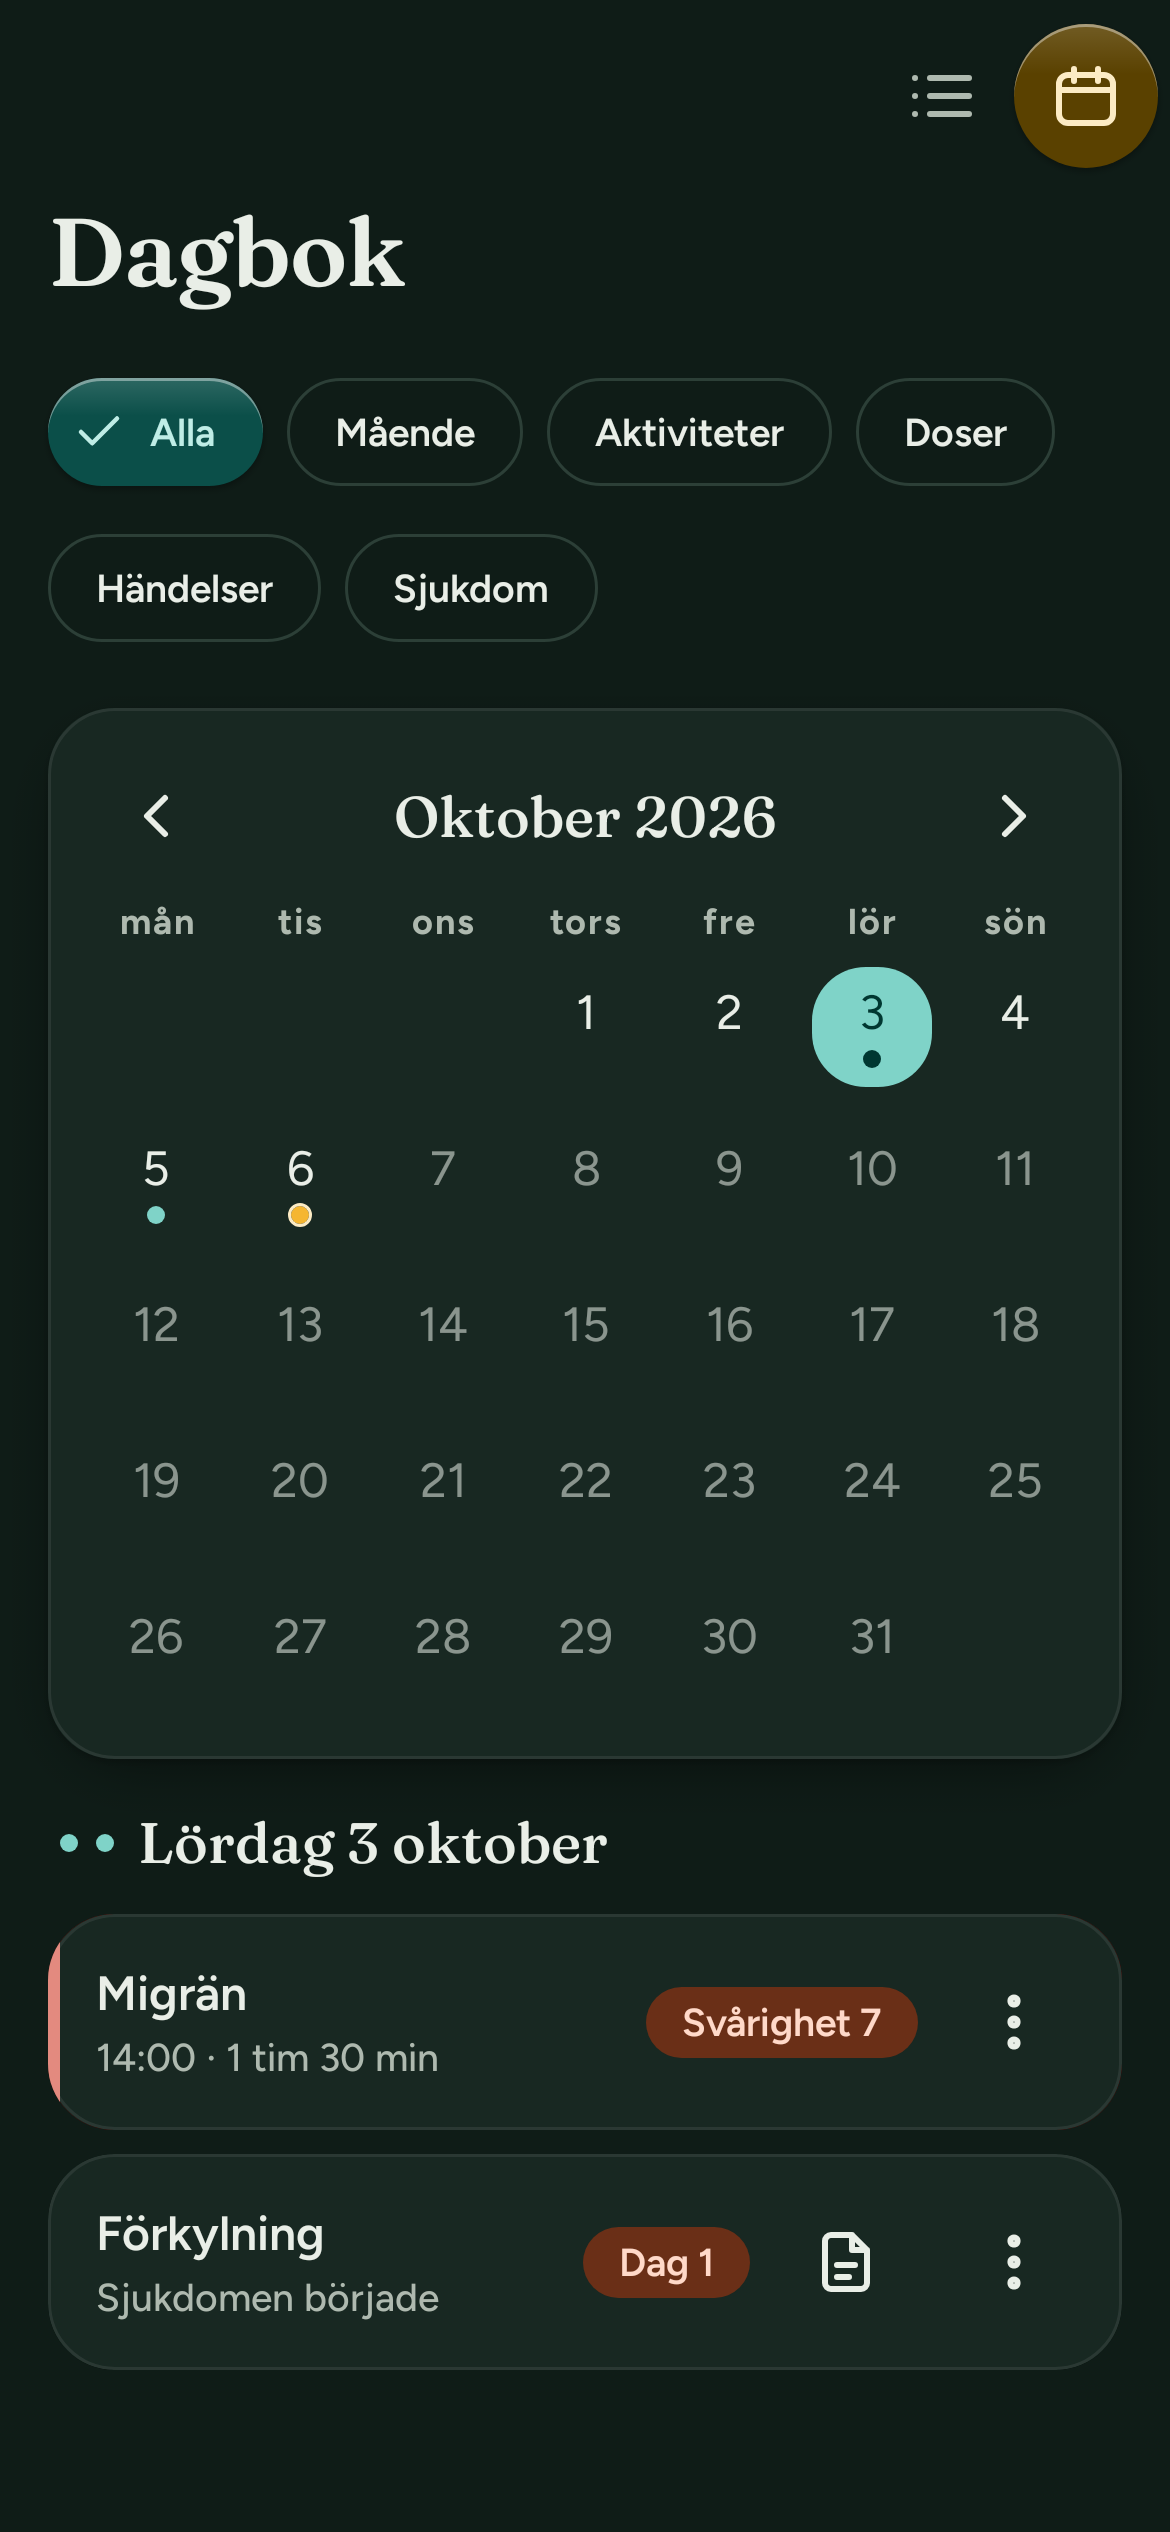 Dagbok
Alla Mående Aktiviteter Doser
Händelser Sjukdom
Oktober 2026
mån tis ons tors fre lör sön
1 2 3 4
5 6 7 8 9 10 11
12 13 14 15 16 17 18
19 20 21 22 23 24 25
26 27 28 29 30 31
Lördag 3 oktober
Migrän
14:00 · 1 tim 30 min
Svårighet 7
Förkylning
Sjukdomen började
Dag 1